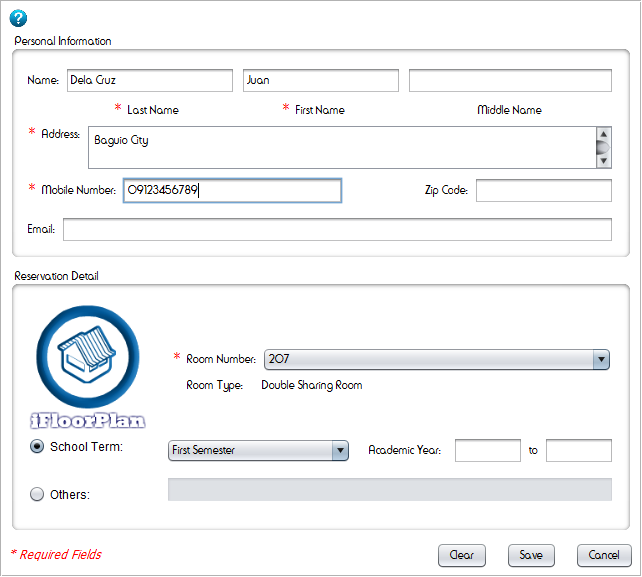 ?
Personal Information
Name: Dela Cruz Juan
* Last Name * First Name Middle Name
* Address: Baguio City
* Mobile Number: 09123456789 Zip Code:
Email:
Reservation Detail
* Room Number: 207
Room Type: Double Sharing Room
iFloorPlan
School Term: First Semester Academic Year: to
Others:
* Required Fields Clear Save Cancel